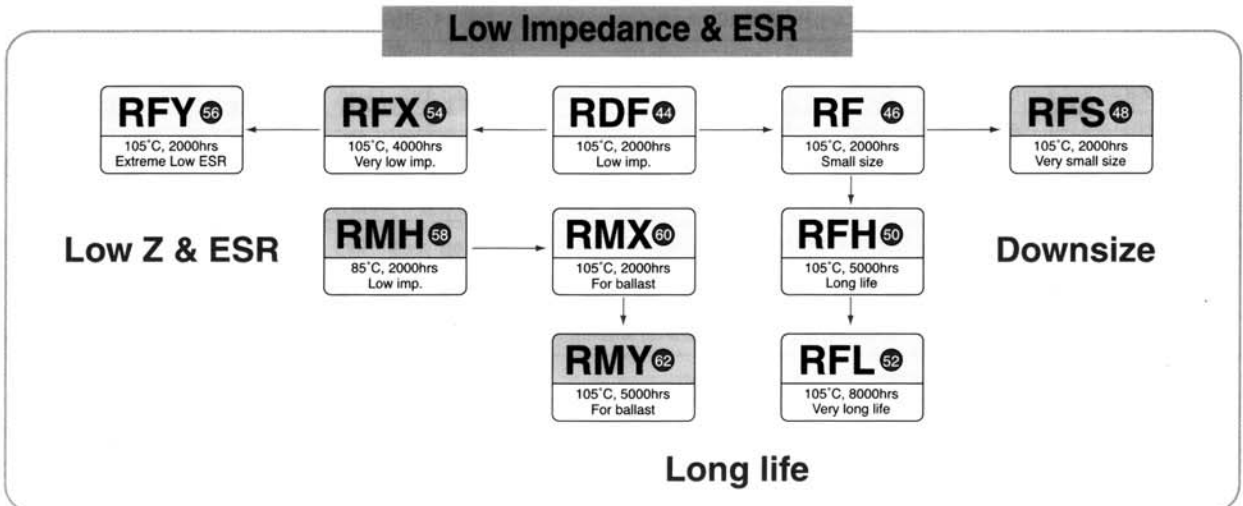 Low Impedance & ESR
RFY 56
105°C, 2000hrs
Extreme Low ESR
RFX 54
105°C, 4000hrs
Very low imp.
RDF 44
105°C, 2000hrs
Low imp.
RF 46
105°C, 2000hrs
Small size
RFS 48
105°C, 2000hrs
Very small size
Low Z & ESR
RMH 58
85°C, 2000hrs
Low imp.
RMX 60
105°C, 2000hrs
For ballast
RFH 50
105°C, 5000hrs
Long life
Downsize
RMY 62
105°C, 5000hrs
For ballast
RFL 52
105°C, 8000hrs
Very long life
Long life